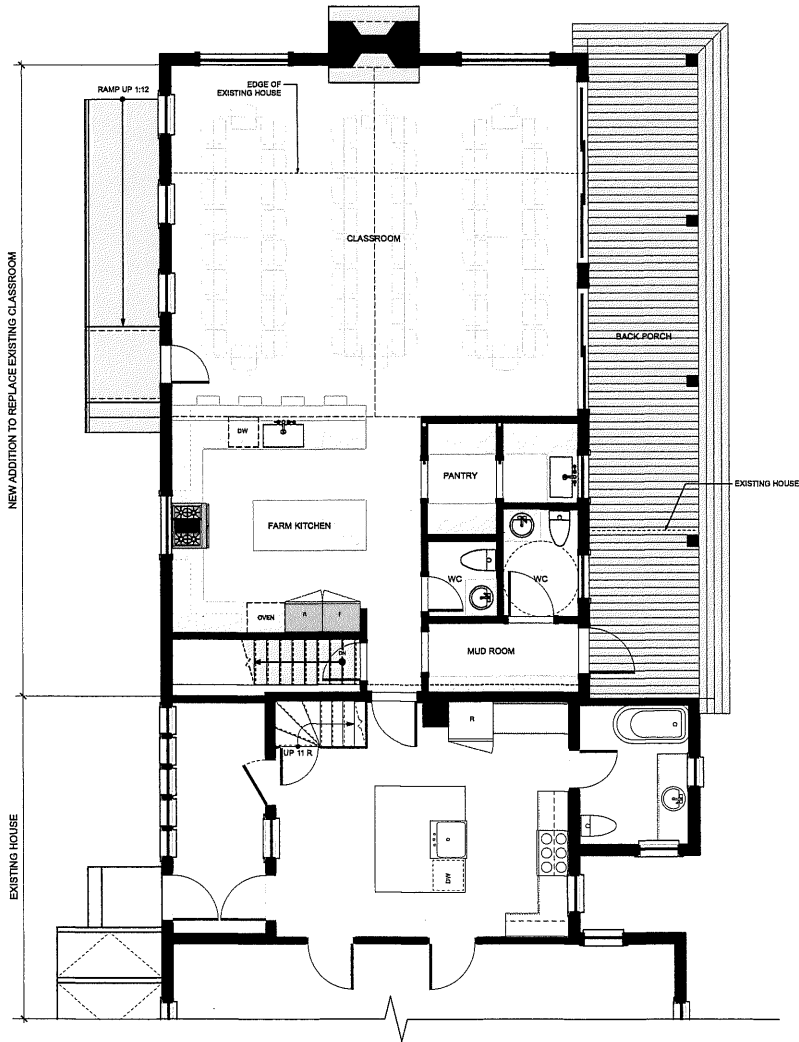 RAMP UP 1:12
EDGE OF
EXISTING HOUSE
CLASSROOM
NEW ADDITION TO REPLACE EXISTING CLASSROOM
BACK PORCH
DW
PANTRY
EXISTING HOUSE
FARM KITCHEN
WC
WC
OVEN
R
F
DN
MUD ROOM
R
UP 11 R
D
DW
EXISTING HOUSE